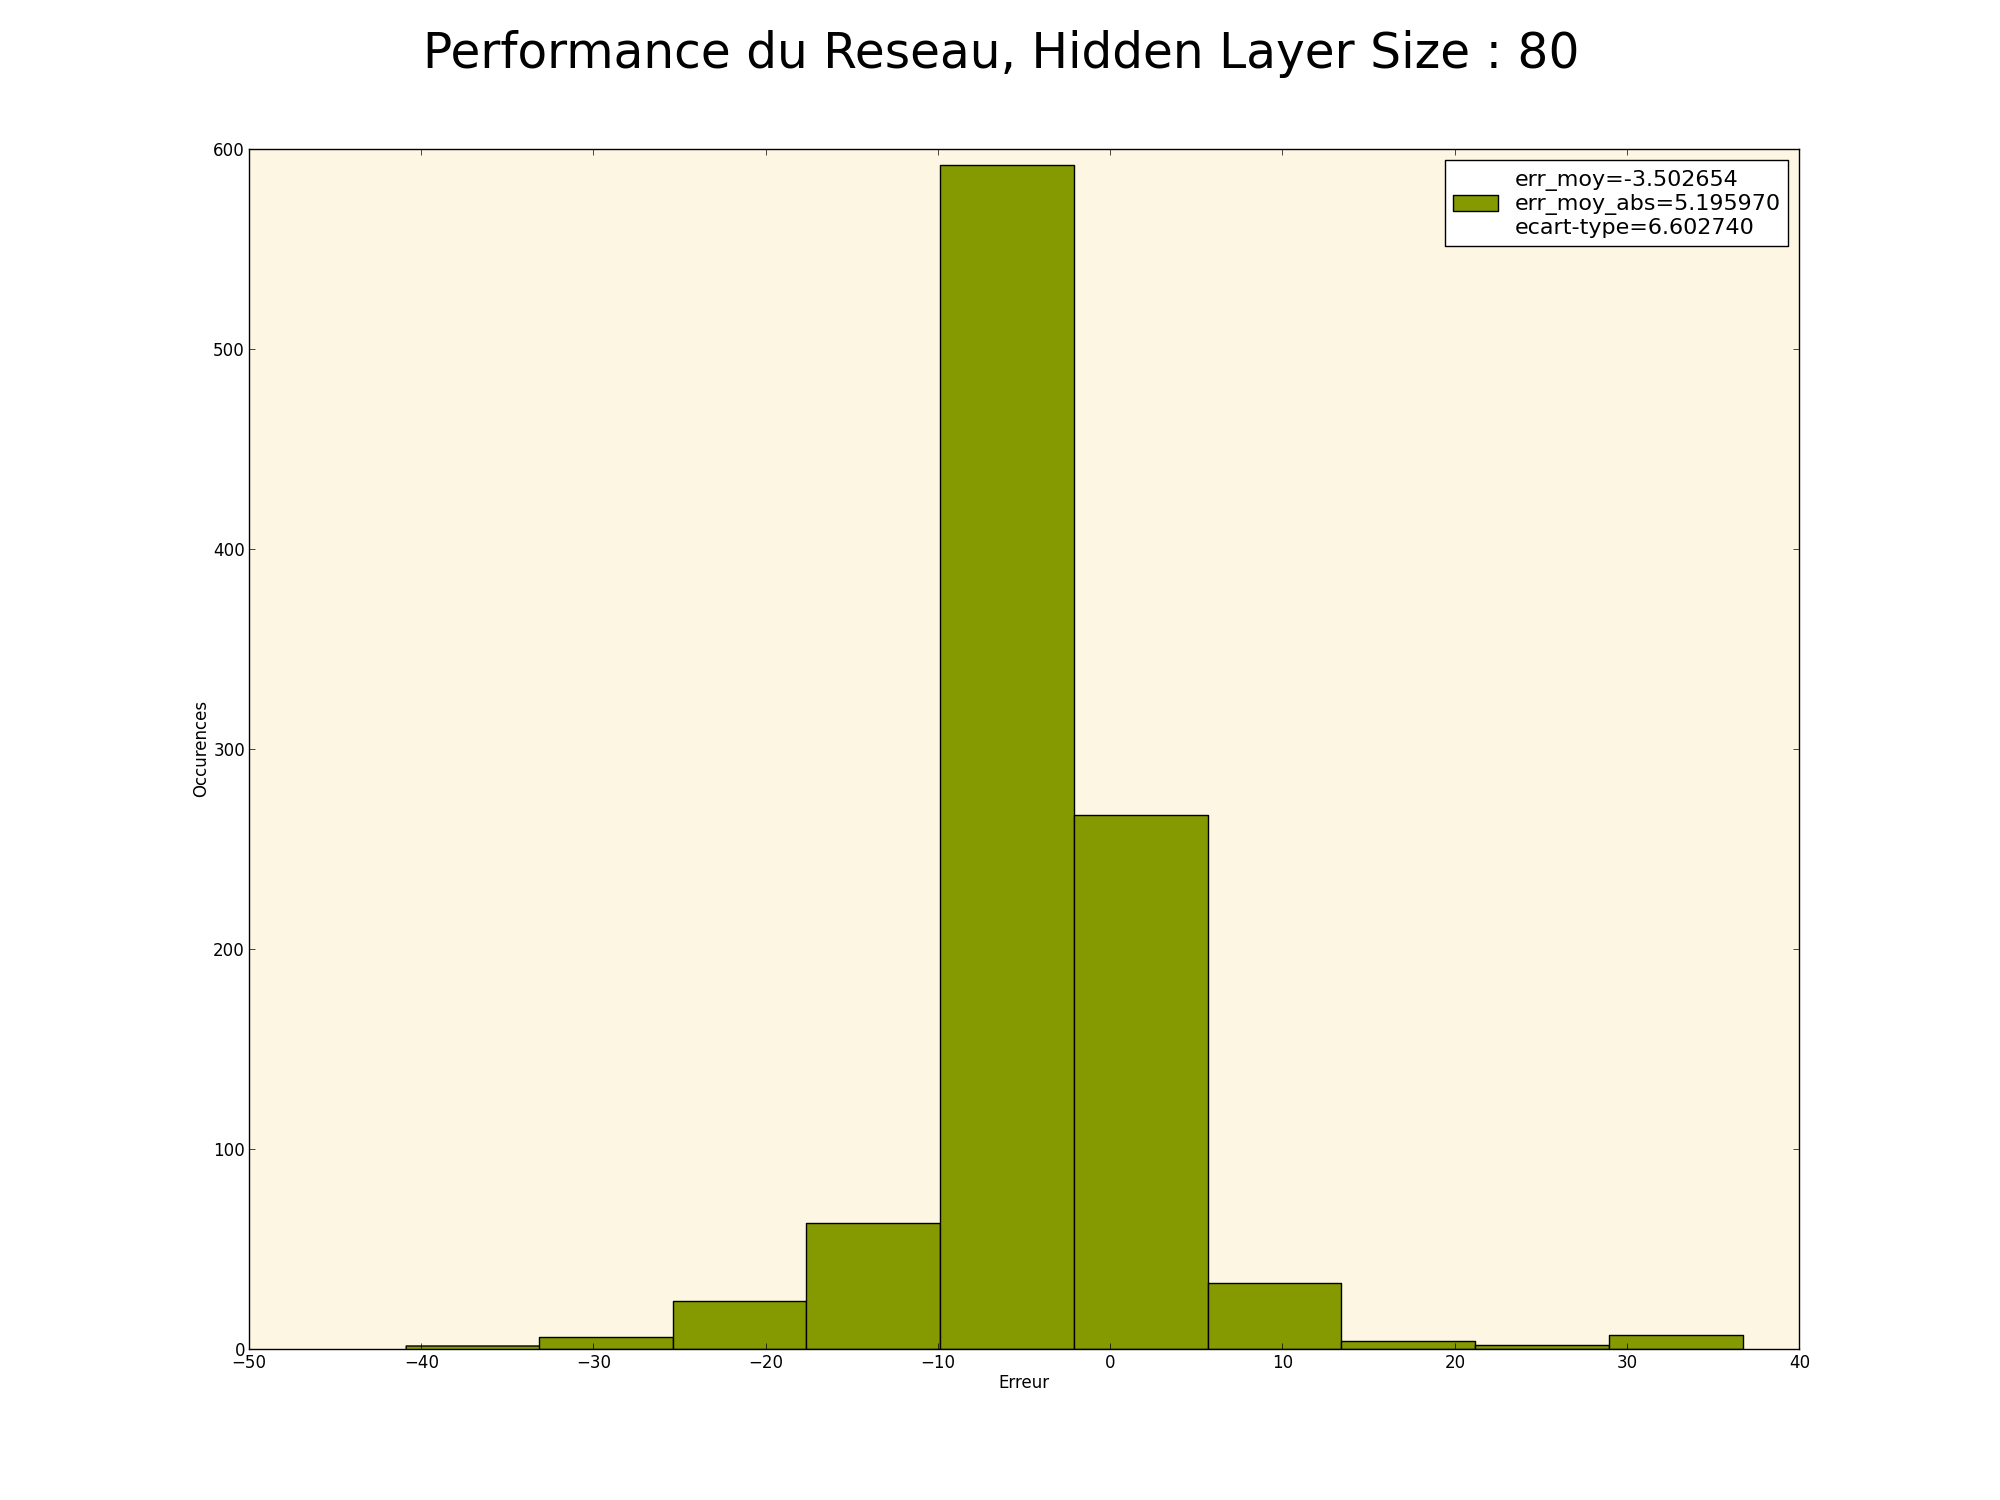 Performance du Reseau, Hidden Layer Size : 80
600
500
400
300
200
100
0
Occurences
err_moy=-3.502654
err_moy_abs=5.195970
ecart-type=6.602740
−50 −40 −30 −20 −10 0 10 20 30 40
Erreur